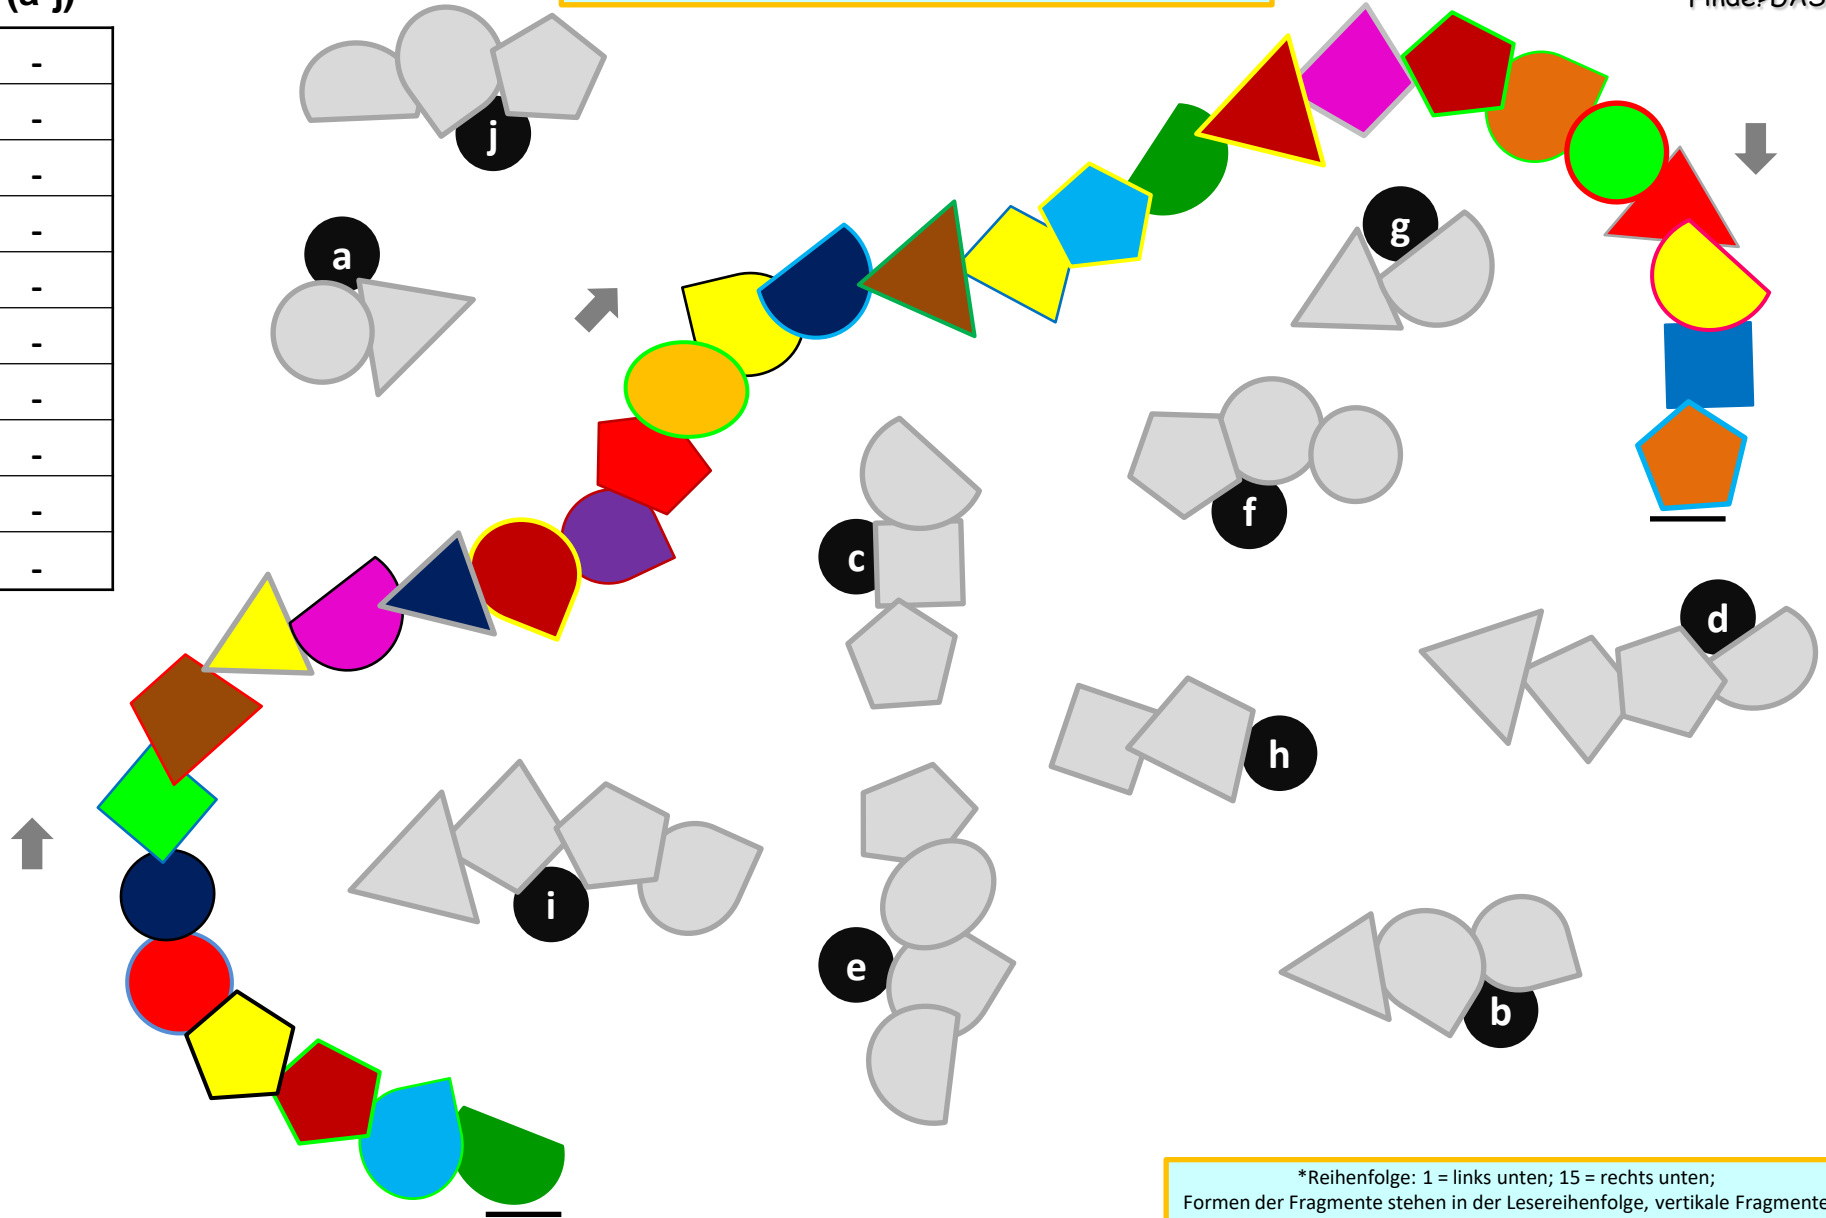 (a-j)
-
-
-
-
-
-
-
-
-
-
j
a
g
f
c
d
h
i
e
b
*Reihenfolge: 1 = links unten; 15 = rechts unten;
Formen der Fragmente stehen in der Lesereihenfolge, vertikale Fragmente